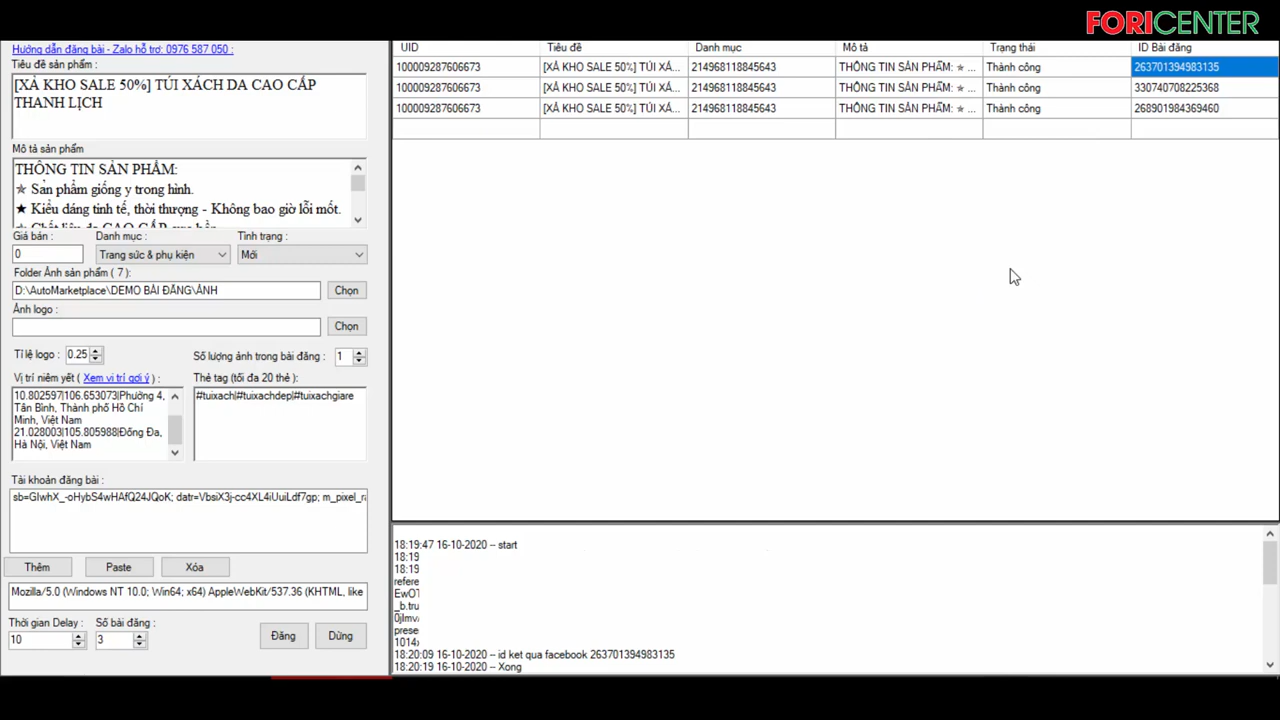 FORICENTER
Hướng dẫn đăng bài - Zalo hỗ trợ: 0976 587 050 :
Tiêu đề sản phẩm :
[XẢ KHO SALE 50%] TÚI XÁCH DA CAO CẤP
THANH LỊCH
Mô tả sản phẩm
THÔNG TIN SẢN PHẨM:
✯ Sản phẩm giống y trong hình.
★ Kiểu dáng tinh tế, thời thượng - Không bao giờ lỗi mốt.
Giá bán :
Danh mục :
Tình trạng :
0
Trang sức & phụ kiện
Mới
Folder Ảnh sản phẩm ( 7 ):
D:\AutoMarketplace\DEMO BÀI ĐĂNG\ẢNH
Chọn
Ảnh logo :
Chọn
Tỉ lệ logo :
0.25
Số lượng ảnh trong bài đăng :
1
Vị trí niêm yết ( Xem vị trí gợi ý ) :
Thẻ tag (tối đa 20 thẻ ):
10.802597|106.653073|Phường 4,
Tân Bình, Thành phố Hồ Chí
Minh, Việt Nam
21.028003|105.805988|Đống Đa,
Hà Nội, Việt Nam
#tuixach|#tuixachdep|#tuixachgiare
Tài khoản đăng bài :
sb=GIwhX_-oHybS4wHAfQ24JQoK; datr=VbsiX3j-cc4XL4iUuiLdf7gp; m_pixel_ra
Thêm
Paste
Xóa
Mozilla/5.0 (Windows NT 10.0; Win64; x64) AppleWebKit/537.36 (KHTML, like
Thời gian Delay :
Số bài đăng :
10
3
Đăng
Dừng
UID Tiêu đề Danh mục Mô tả Trạng thái ID Bài đăng
100009287606673 [XẢ KHO SALE 50%] TÚI XÁ... 214968118845643 THÔNG TIN SẢN PHẨM: ✯ ... Thành công 263701394983135
100009287606673 [XẢ KHO SALE 50%] TÚI XÁ... 214968118845643 THÔNG TIN SẢN PHẨM: ✯ ... Thành công 330740708225368
100009287606673 [XẢ KHO SALE 50%] TÚI XÁ... 214968118845643 THÔNG TIN SẢN PHẨM: ✯ ... Thành công 268901984369460
18:19:47 16-10-2020 -- start
18:19
18:19
refere
EwOT
_b.tru
0jlmv
prese
1014
18:20:09 16-10-2020 -- id ket qua facebook 263701394983135
18:20:19 16-10-2020 -- Xong